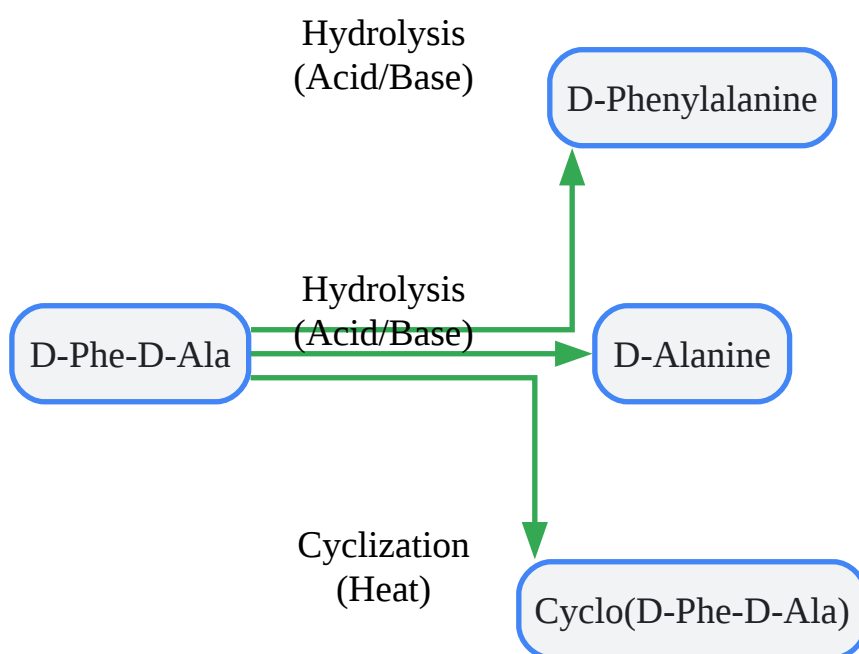 Hydrolysis
(Acid/Base)
D-Phenylalanine
Hydrolysis
(Acid/Base)
D-Phe-D-Ala
D-Alanine
Cyclization
(Heat)
Cyclo(D-Phe-D-Ala)